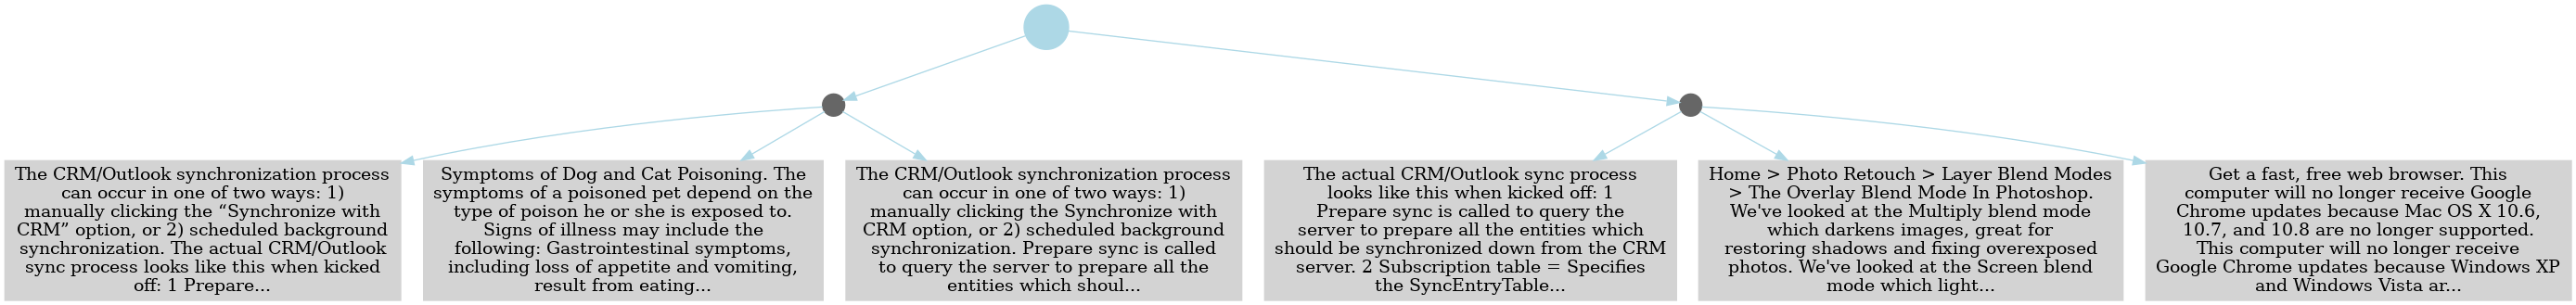 The CRM/Outlook synchronization process
can occur in one of two ways: 1)
manually clicking the “Synchronize with
CRM” option, or 2) scheduled background
synchronization. The actual CRM/Outlook
sync process looks like this when kicked
off: 1 Prepare...
Symptoms of Dog and Cat Poisoning. The
symptoms of a poisoned pet depend on the
type of poison he or she is exposed to.
Signs of illness may include the
following: Gastrointestinal symptoms,
including loss of appetite and vomiting,
result from eating...
The CRM/Outlook synchronization process
can occur in one of two ways: 1)
manually clicking the Synchronize with
CRM option, or 2) scheduled background
synchronization. Prepare sync is called
to query the server to prepare all the
entities which shoul...
The actual CRM/Outlook sync process
looks like this when kicked off: 1
Prepare sync is called to query the
server to prepare all the entities which
should be synchronized down from the CRM
server. 2 Subscription table = Specifies
the SyncEntryTable...
Home > Photo Retouch > Layer Blend Modes
> The Overlay Blend Mode In Photoshop.
We've looked at the Multiply blend mode
which darkens images, great for
restoring shadows and fixing overexposed
photos. We've looked at the Screen blend
mode which light...
Get a fast, free web browser. This
computer will no longer receive Google
Chrome updates because Mac OS X 10.6,
10.7, and 10.8 are no longer supported.
This computer will no longer receive
Google Chrome updates because Windows XP
and Windows Vista ar...